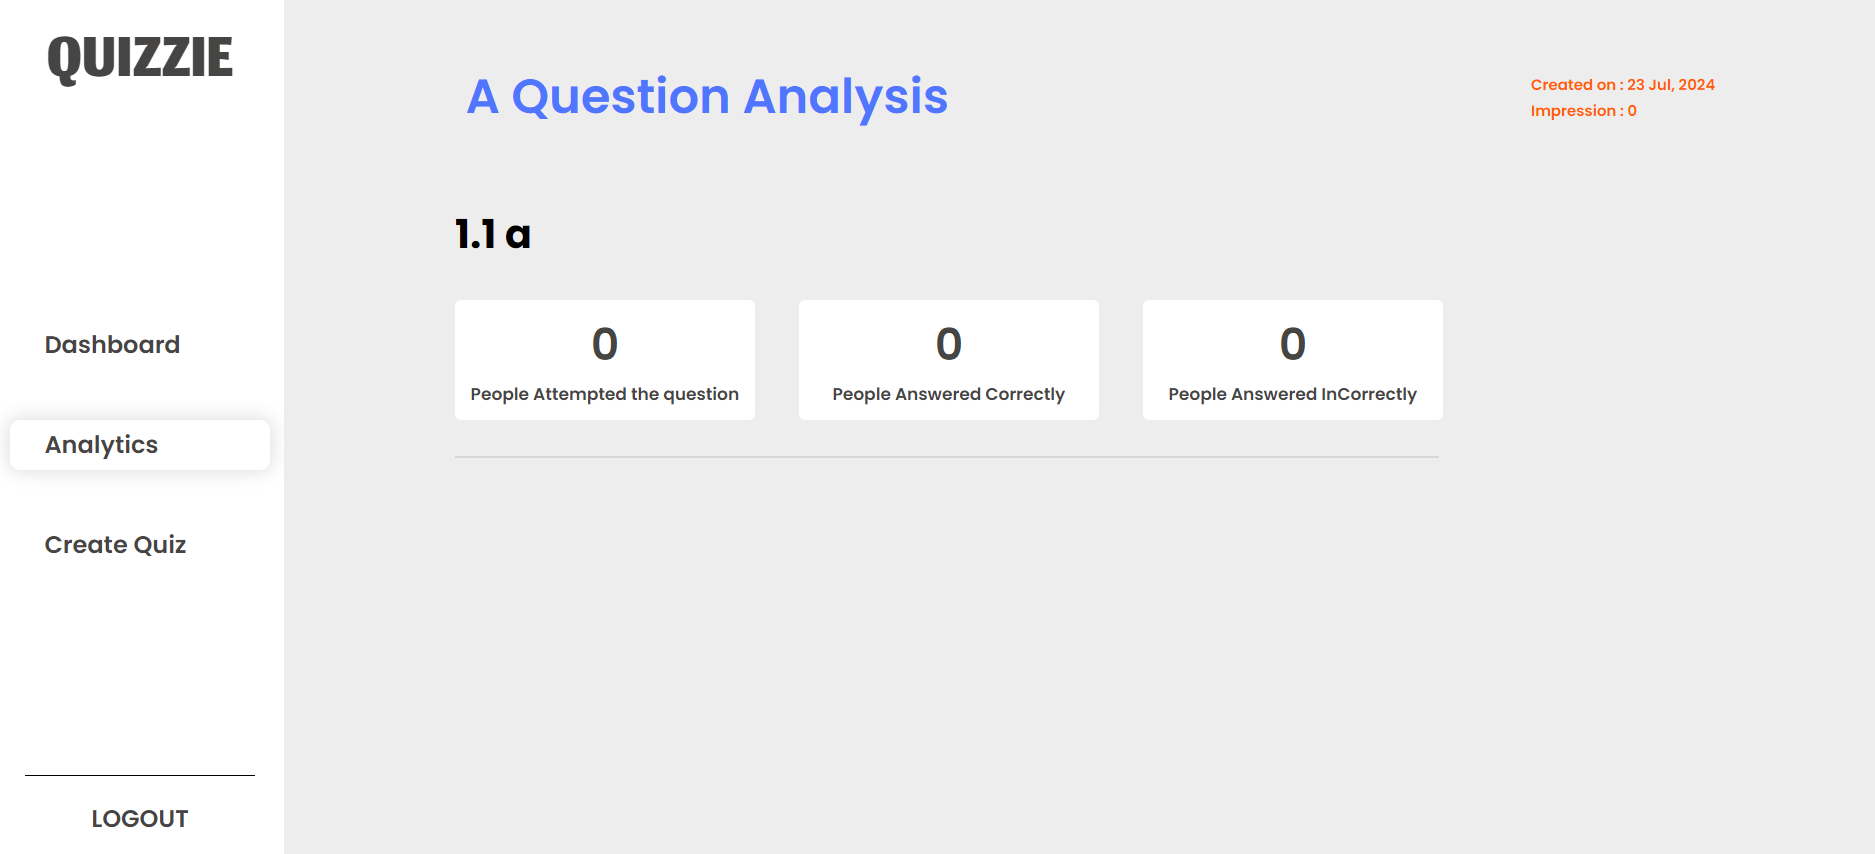 QUIZZIE
Dashboard
Analytics
Create Quiz
LOGOUT
A Question Analysis
Created on : 23 Jul, 2024
Impression : 0
1.1 a
0
People Attempted the question
0
People Answered Correctly
0
People Answered InCorrectly